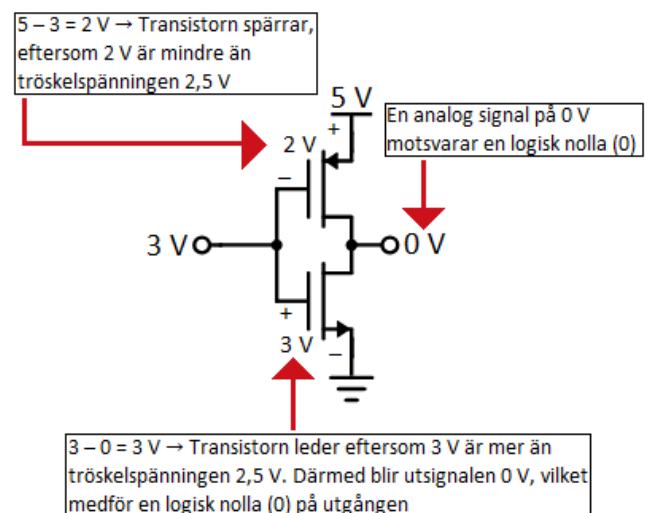 5 – 3 = 2 V → Transistorn spärrar,
eftersom 2 V är mindre än
tröskelspänningen 2,5 V
5 V
En analog signal på 0 V
motsvarar en logisk nolla (0)
+
2 V
–
3 V
0 V
+
3 V
–
3 – 0 = 3 V → Transistorn leder eftersom 3 V är mer än
tröskelspänningen 2,5 V. Därmed blir utsignalen 0 V, vilket
medför en logisk nolla (0) på utgången